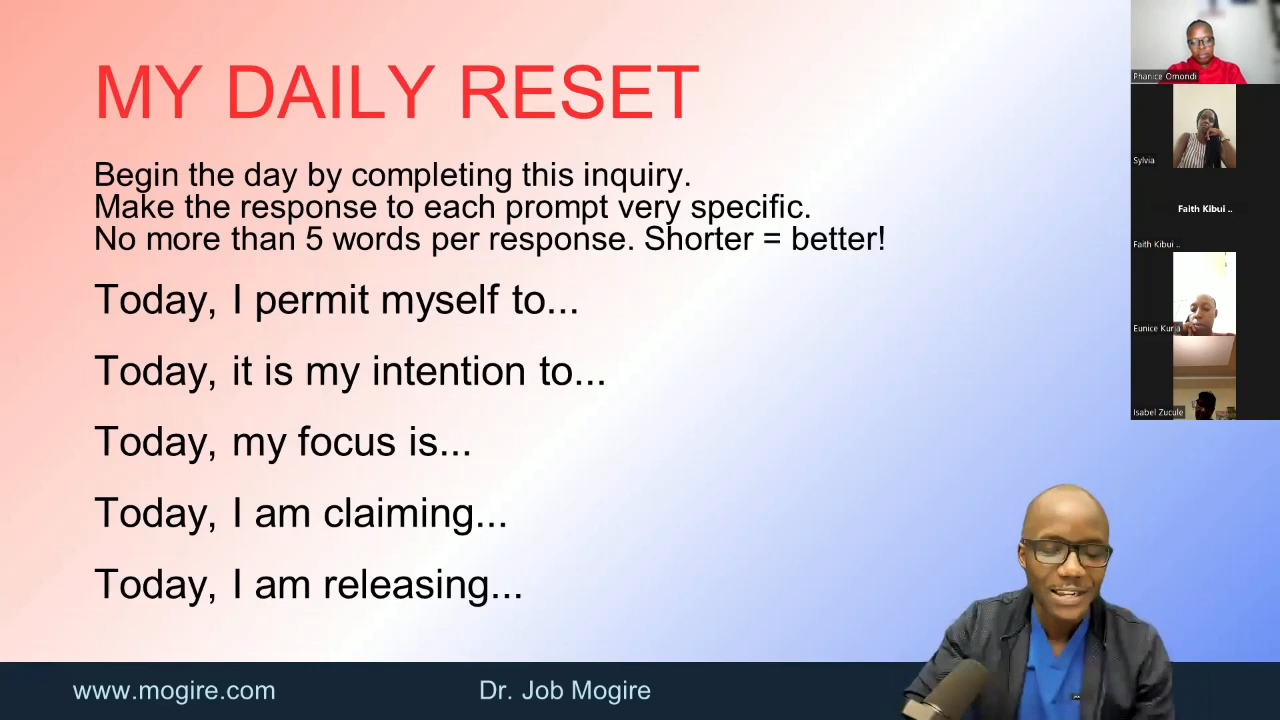 MY DAILY RESET
Begin the day by completing this inquiry.
Make the response to each prompt very specific.
No more than 5 words per response. Shorter = better!
Today, I permit myself to...
Today, it is my intention to...
Today, my focus is...
Today, I am claiming...
Today, I am releasing...
www.mogire.com
Dr. Job Mogire
Phanice Omondi
Sylvia
Faith Kibui ..
Faith Kibui ..
Eunice Kuria
Isabel Zucule